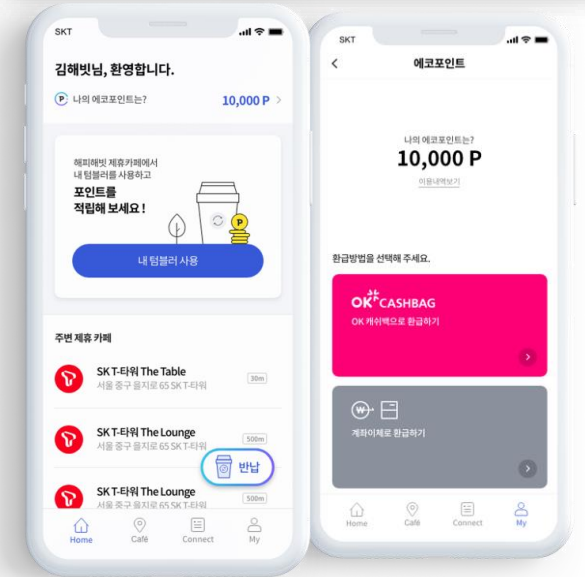 SKT
김해빗님, 환영합니다.
P 나의 에코포인트는? 10,000 P >
해피해빗 제휴카페에서
내 텀블러를 사용하고
포인트를
적립해 보세요 !
P
내 텀블러 사용
주변 제휴 카페
SK T-타워 The Table
서울 중구 을지로 65 SK T-타워
30m
SK T-타워 The Lounge
서울 중구 을지로 65 SK T-타워
500m
반납
SK T-타워 The Lounge
서울 중구 을지로 65 SK T-타워
500m
Home Café Connect My
SKT
에코포인트
나의 에코포인트는?
10,000 P
이용내역보기
환급방법을 선택해 주세요.
OK CASHBAG
OK 캐쉬백으로 환급하기
계좌이체로 환급하기
Home Café Connect My